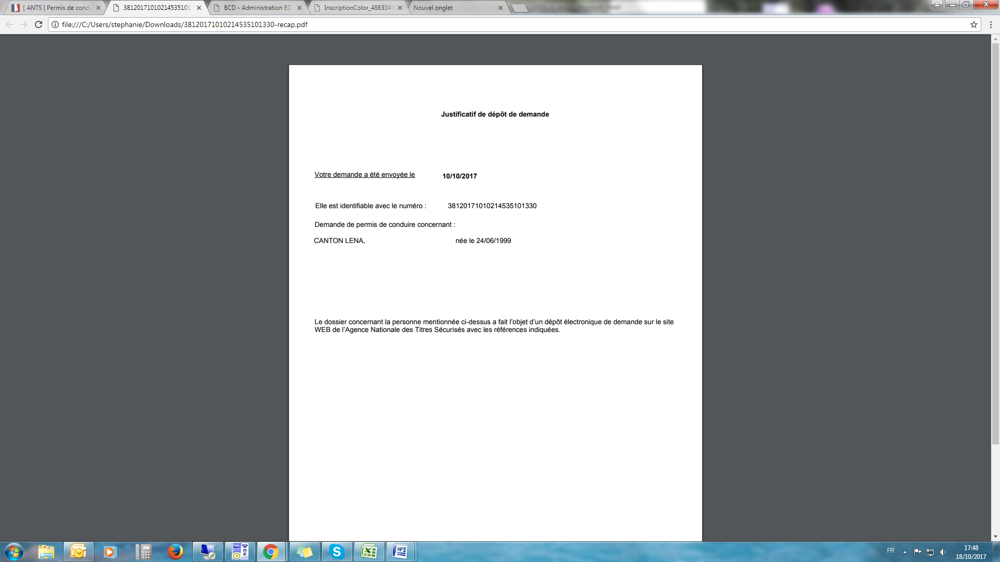 [ ANTS | Permis de cond
381201710102145351013
BCD - Administration ED
InscriptionColor_488314
Nouvel onglet
file:///C:/Users/stephanie/Downloads/38120171010214535101330-recap.pdf
Justificatif de dépôt de demande
Votre demande a été envoyée le 10/10/2017
Elle est identifiable avec le numéro : 38120171010214535101330
Demande de permis de conduire concernant :
CANTON LENA, née le 24/06/1999
Le dossier concernant la personne mentionnée ci-dessus a fait l'objet d'un dépôt électronique de demande sur le site
WEB de l'Agence Nationale des Titres Sécurisés avec les références indiquées.
FR
17:48
18/10/2017